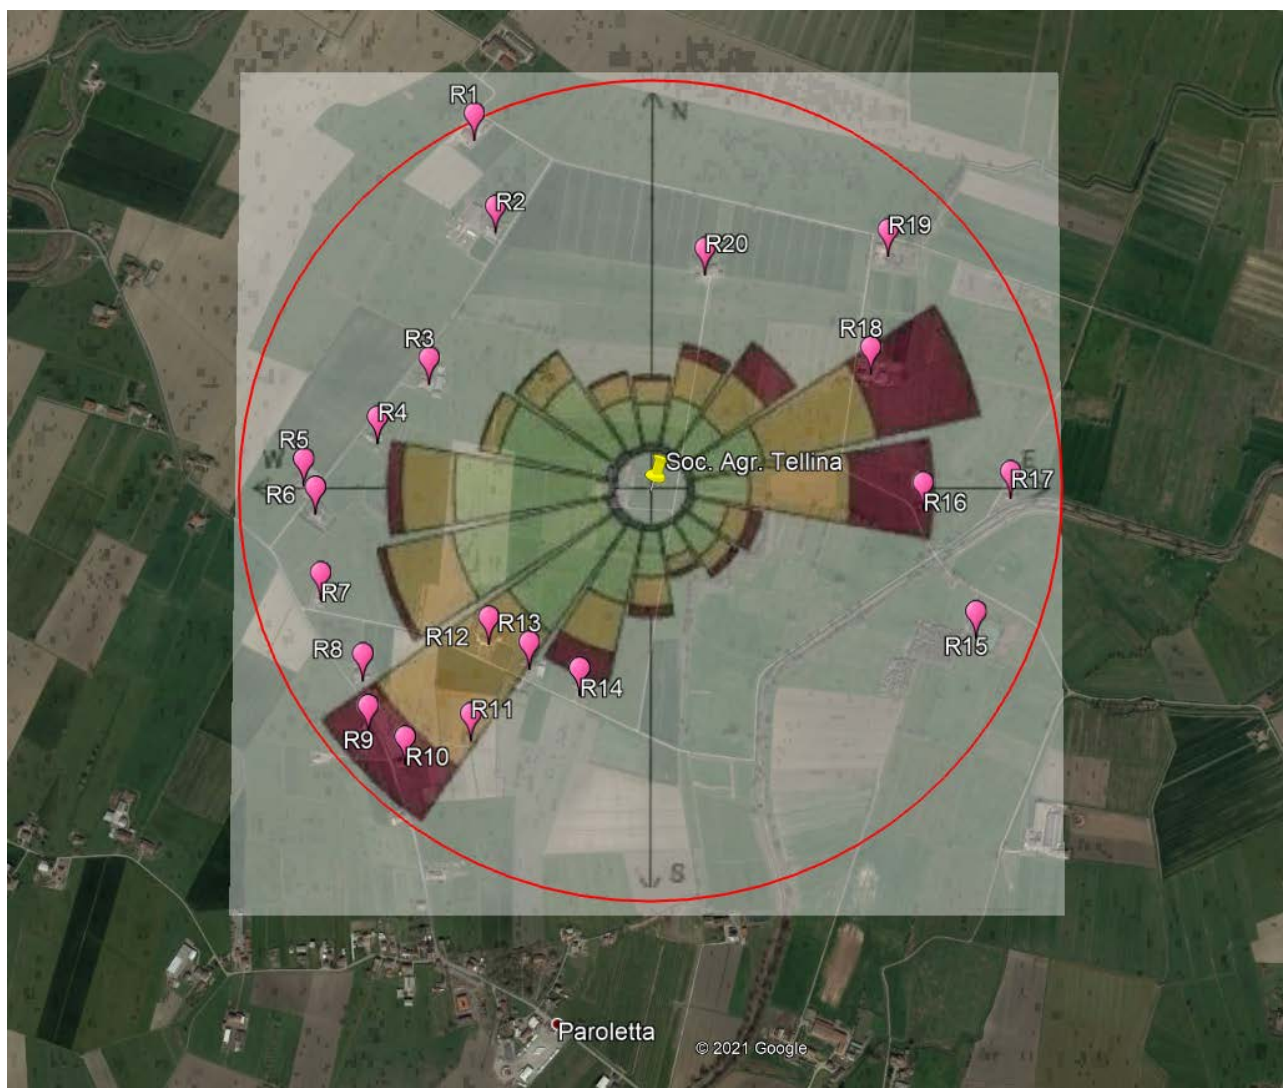 R1
N
R2
R19
R20
R18
R3
R4
R5
W
Soc. Agr. Tellina
E
R17
R6
R16
R7
R15
R13
R12
R8
R14
R11
R9
R10
S
Paroletta
© 2021 Google